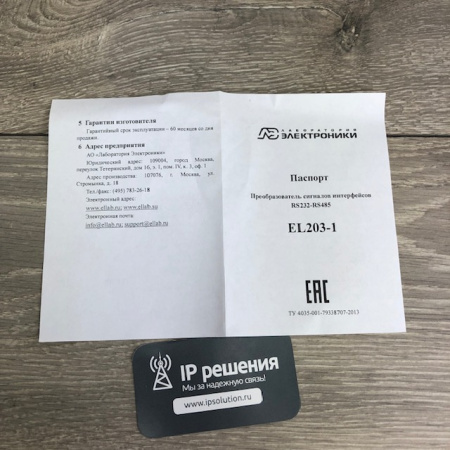 5 Гарантии изготовителя
Гарантийный срок эксплуатации – 60 месяцев со дня
продажи.
6 Адрес предприятия
АО «Лаборатория Электроники»
Юридический адрес: 109004, город Москва,
переулок Тетеринский, дом 16, э. 1, пом. IV, к. 3, оф. 1
Адрес производства – 107076, г. Москва, ул.
Стромынка, д. 18
Тел./факс: (495) 783-26-18
Электронный адрес:
www.ellab.ru; www.ellab.su
Электронная почта:
info@ellab.ru; support@ellab.ru
ЛАБОРАТОРИЯ
ЭЛЕКТРОНИКИ
Паспорт
Преобразователь сигналов интерфейсов
RS232-RS485
EL203-1
EAC
ТУ 4035-001-79318707-2013
IP решения
Мы за надежную связь!
www.ipsolution.ru